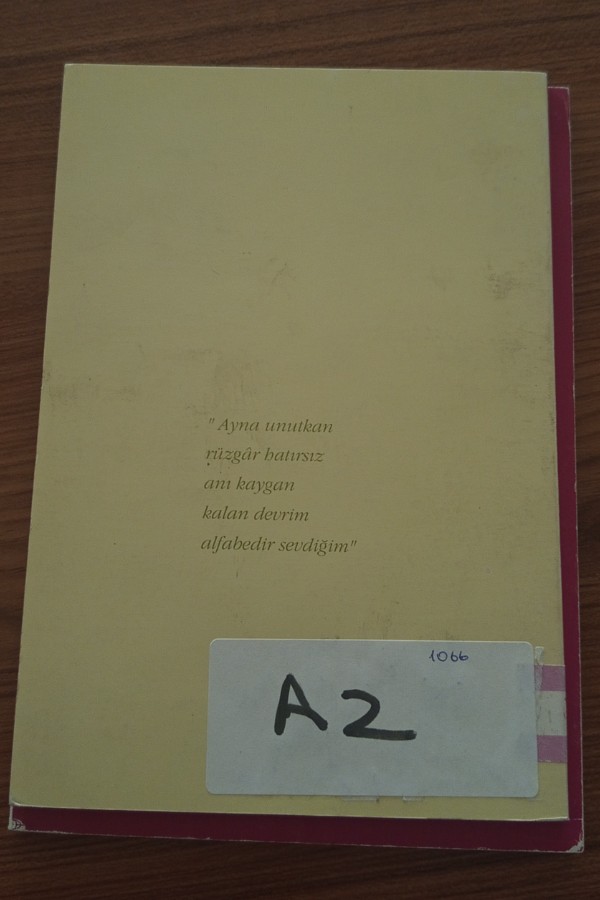 " Ayna unutkan
rüzgâr hatırsız
anı kaygan
kalan devrim
alfabedir sevdiğim"
1066
A2